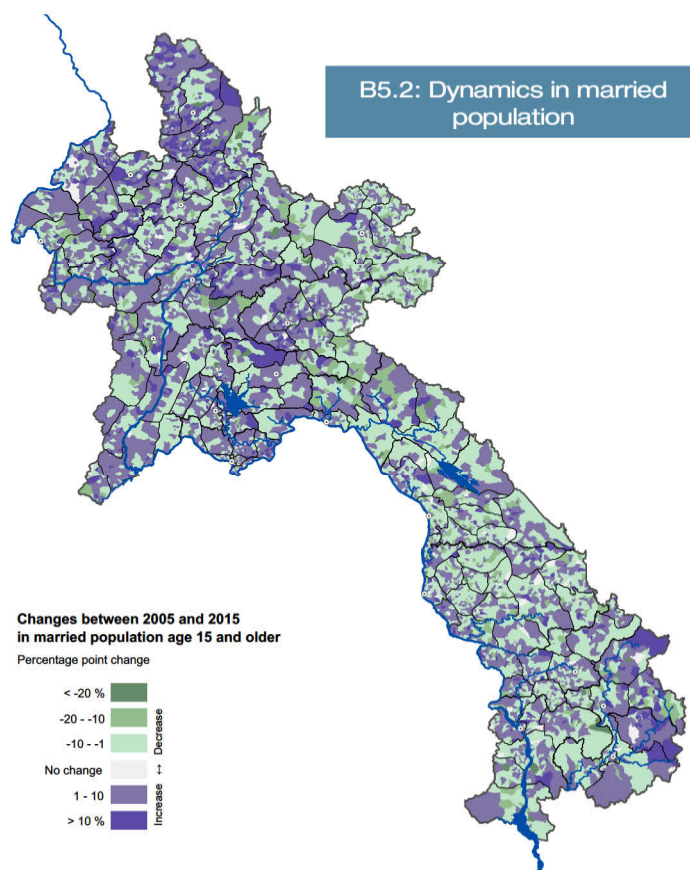 B5.2: Dynamics in married
population
Changes between 2005 and 2015
in married population age 15 and older
Percentage point change
< -20 %
-20 - -10
-10 - -1
No change
1 - 10
> 10 %
Decrease
↔
Increase